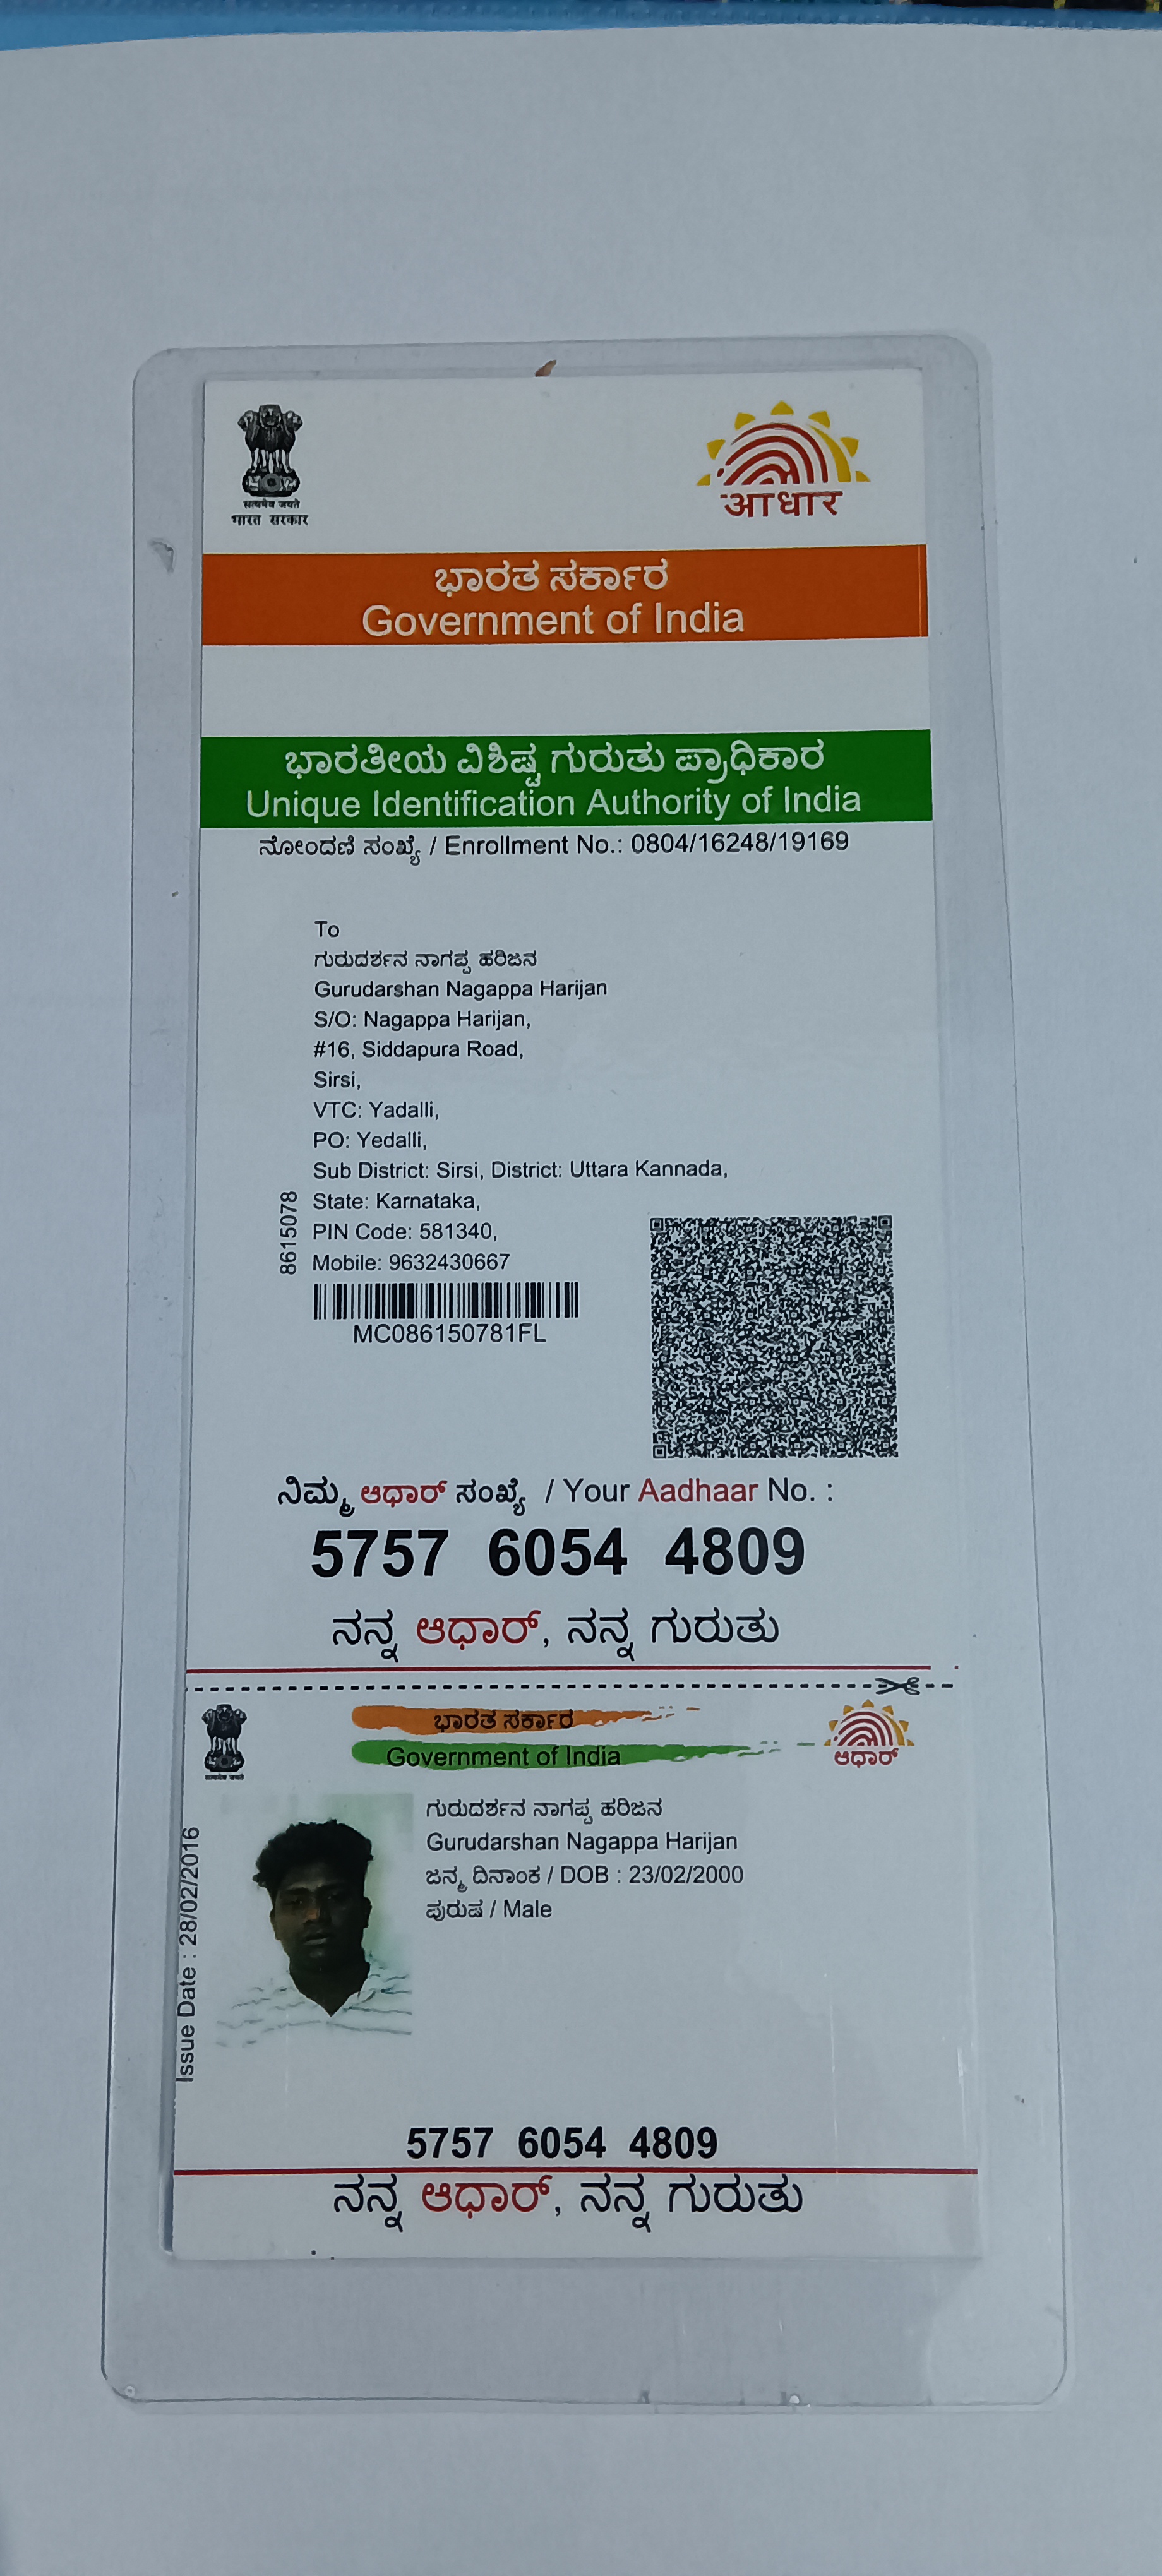 सत्यमेव जयते
भारत सरकार
आधार
ಭಾರತ ಸರ್ಕಾರ
Government of India
ಭಾರತೀಯ ವಿಶಿಷ್ಟ ಗುರುತು ಪ್ರಾಧಿಕಾರ
Unique Identification Authority of India
ನೋಂದಣಿ ಸಂಖ್ಯೆ / Enrollment No.: 0804/16248/19169
To
ಗುರುದರ್ಶನ ನಾಗಪ್ಪ ಹರಿಜನ
Gurudarshan Nagappa Harijan
S/O: Nagappa Harijan,
#16, Siddapura Road,
Sirsi,
VTC: Yadalli,
PO: Yedalli,
Sub District: Sirsi, District: Uttara Kannada,
State: Karnataka,
PIN Code: 581340,
Mobile: 9632430667
8615078
MC086150781FL
ನಿಮ್ಮ ಆಧಾರ್ ಸಂಖ್ಯೆ / Your Aadhaar No. :
5757 6054 4809
ನನ್ನ ಆಧಾರ್, ನನ್ನ ಗುರುತು
सत्यमेव जयते
ಭಾರತ ಸರ್ಕಾರ
Government of India
ಆಧಾರ್
Issue Date : 28/02/2016
ಗುರುದರ್ಶನ ನಾಗಪ್ಪ ಹರಿಜನ
Gurudarshan Nagappa Harijan
ಜನ್ಮ ದಿನಾಂಕ / DOB : 23/02/2000
ಪುರುಷ / Male
5757 6054 4809
ನನ್ನ ಆಧಾರ್, ನನ್ನ ಗುರುತು